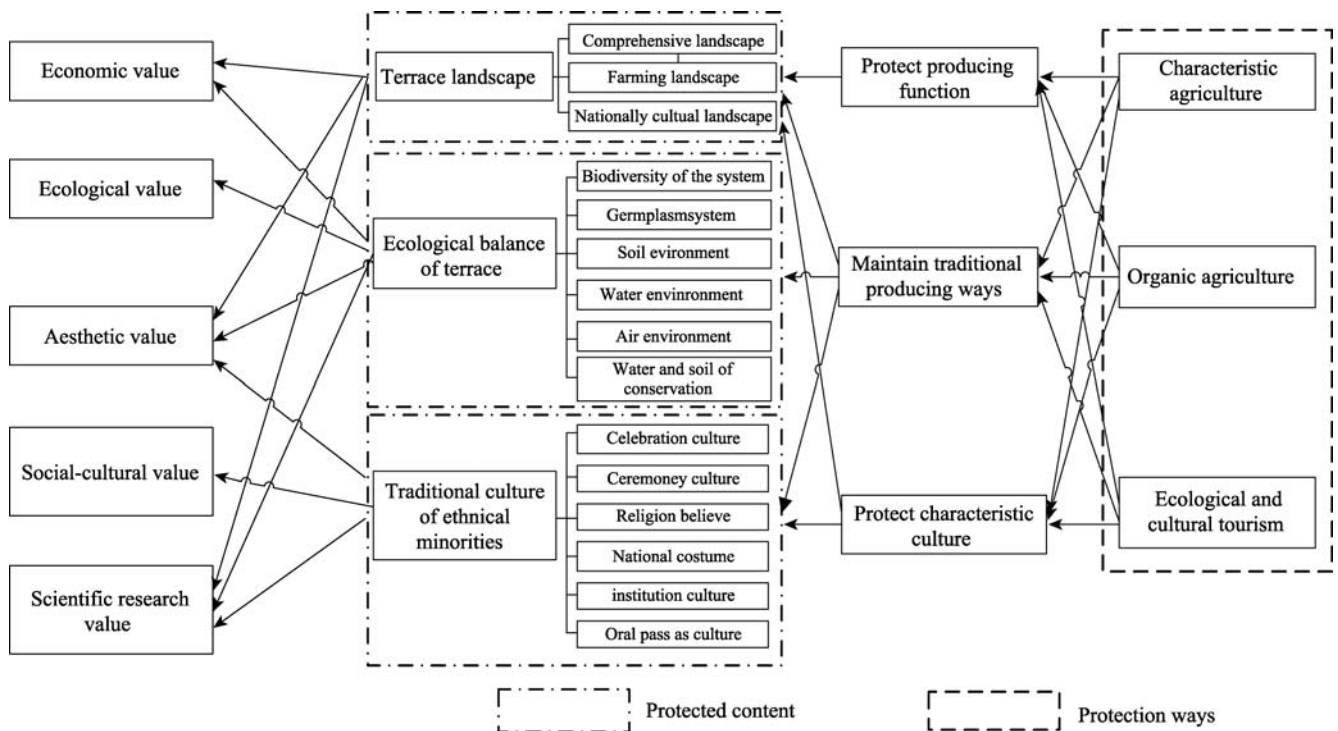 Economic value
Ecological value
Aesthetic value
Social-cultural value
Scientific research
value
Terrace landscape
Comprehensive landscape
Farming landscape
Nationally cultual landscape
Ecological balance
of terrace
Biodiversity of the system
Germplasmsystem
Soil evironment
Water envinronment
Air environment
Water and soil of
conservation
Traditional culture
of ethnical
minorities
Celebration culture
Ceremoney culture
Religion believe
National costume
institution culture
Oral pass as culture
Protect producing
function
Maintain traditional
producing ways
Protect characteristic
culture
Characteristic
agriculture
Organic agriculture
Ecological and
cultural tourism
Protected content
Protection ways